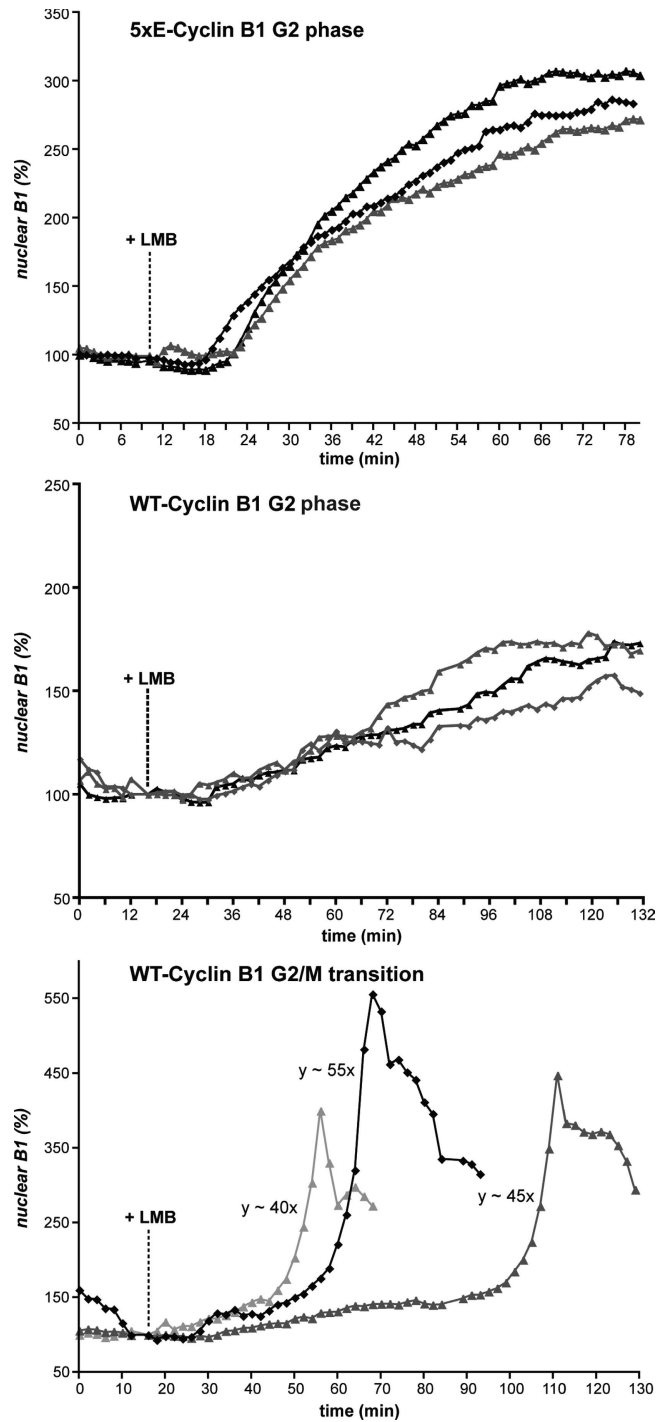 5xE-Cyclin B1 G2 phase
350
300
250
200
150
100
50
nuclear B1 (%)
+ LMB
0 6 12 18 24 30 36 42 48 54 60 66 72 78
time (min)
WT-Cyclin B1 G2 phase
250
200
150
100
50
nuclear B1 (%)
+ LMB
0 12 24 36 48 60 72 84 96 108 120 132
time (min)
WT-Cyclin B1 G2/M transition
550
450
350
250
150
50
nuclear B1 (%)
y ~ 55x
y ~ 40x
y ~ 45x
+ LMB
0 10 20 30 40 50 60 70 80 90 100 110 120 130
time (min)